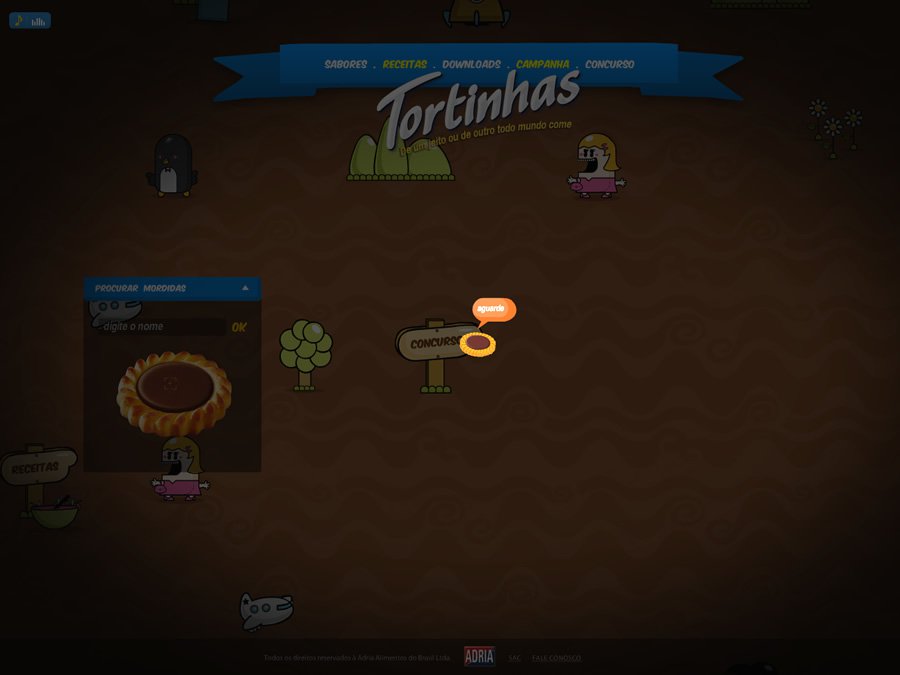 SABORES . RECEITAS . DOWNLOADS . CAMPANHA . CONCURSO
Tortinhas
De um jeito ou de outro todo mundo come
PROCURAR MORDIDAS
digite o nome
OK
aguarde
CONCURSO
RECEITAS
Todos os direitos reservados à Adria Alimentos do Brasil Ltda.
ADRIA
SAC
FALE CONOSCO